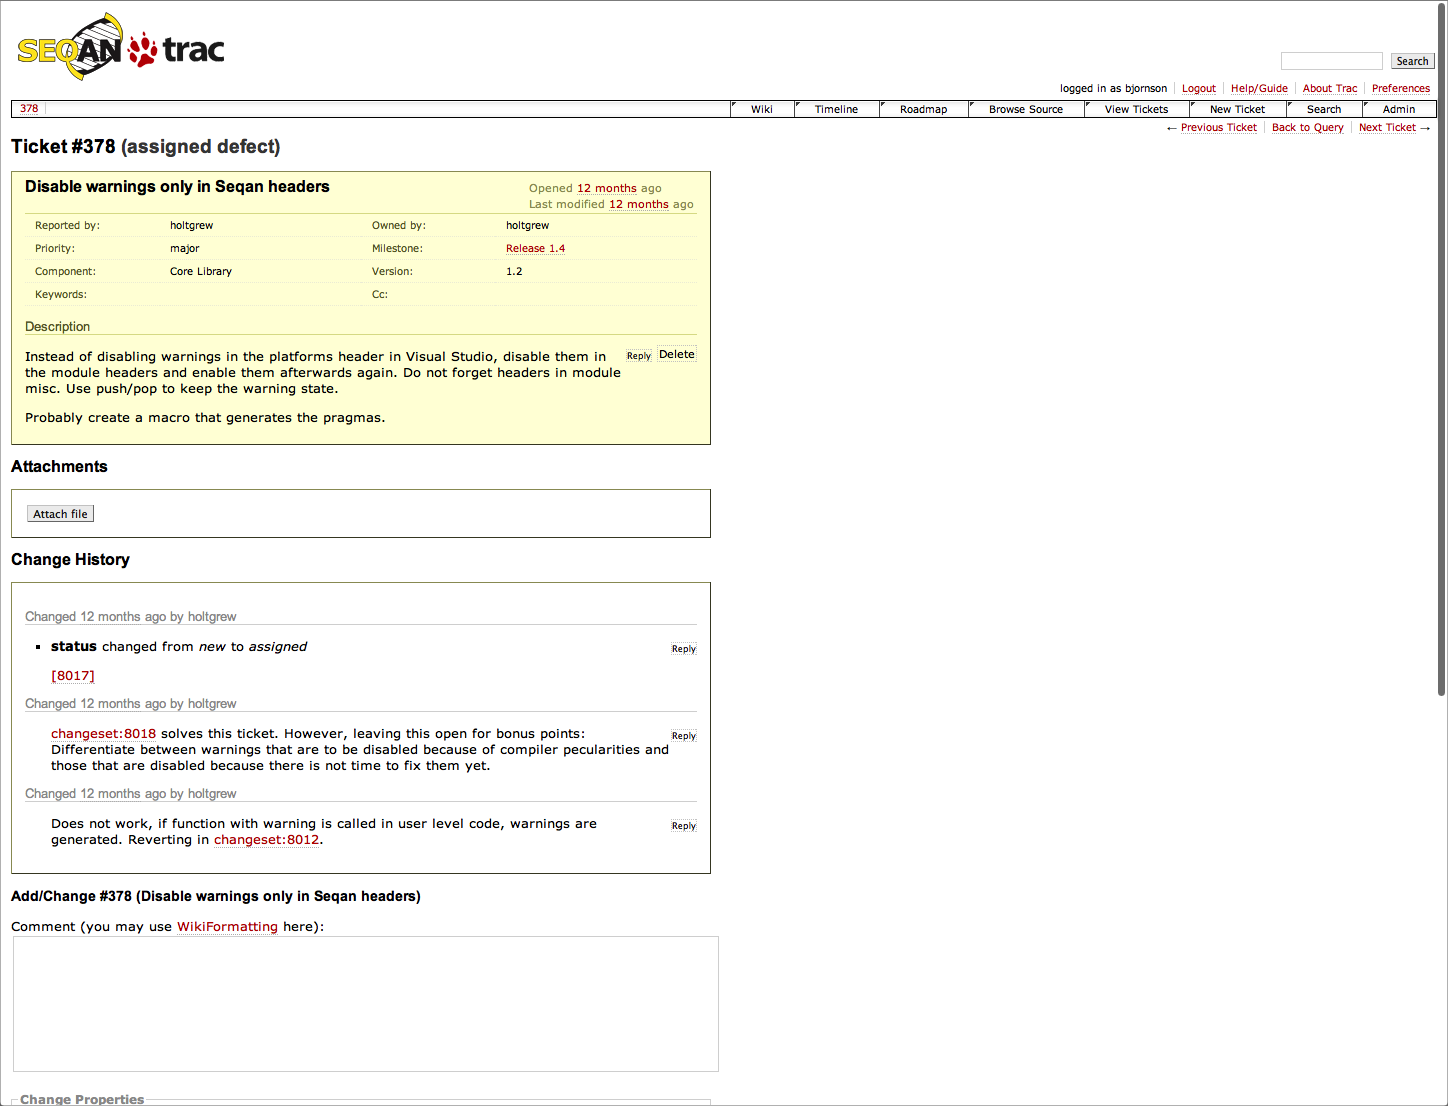 SEQAN trac
Search
logged in as bjornson Logout Help/Guide About Trac Preferences
378 Wiki Timeline Roadmap Browse Source View Tickets New Ticket Search Admin
← Previous Ticket Back to Query Next Ticket →
Ticket #378 (assigned defect)
Disable warnings only in Seqan headers
Opened 12 months ago
Last modified 12 months ago
Reported by: holtgrew Owned by: holtgrew
Priority: major Milestone: Release 1.4
Component: Core Library Version: 1.2
Keywords: Cc:
Description
Instead of disabling warnings in the platforms header in Visual Studio, disable them in Reply Delete
the module headers and enable them afterwards again. Do not forget headers in module
misc. Use push/pop to keep the warning state.
Probably create a macro that generates the pragmas.
Attachments
Attach file
Change History
Changed 12 months ago by holtgrew
▪ status changed from new to assigned Reply
[8017]
Changed 12 months ago by holtgrew
changeset:8018 solves this ticket. However, leaving this open for bonus points: Reply
Differentiate between warnings that are to be disabled because of compiler pecularities and
those that are disabled because there is not time to fix them yet.
Changed 12 months ago by holtgrew
Does not work, if function with warning is called in user level code, warnings are Reply
generated. Reverting in changeset:8012.
Add/Change #378 (Disable warnings only in Seqan headers)
Comment (you may use WikiFormatting here):
Change Properties